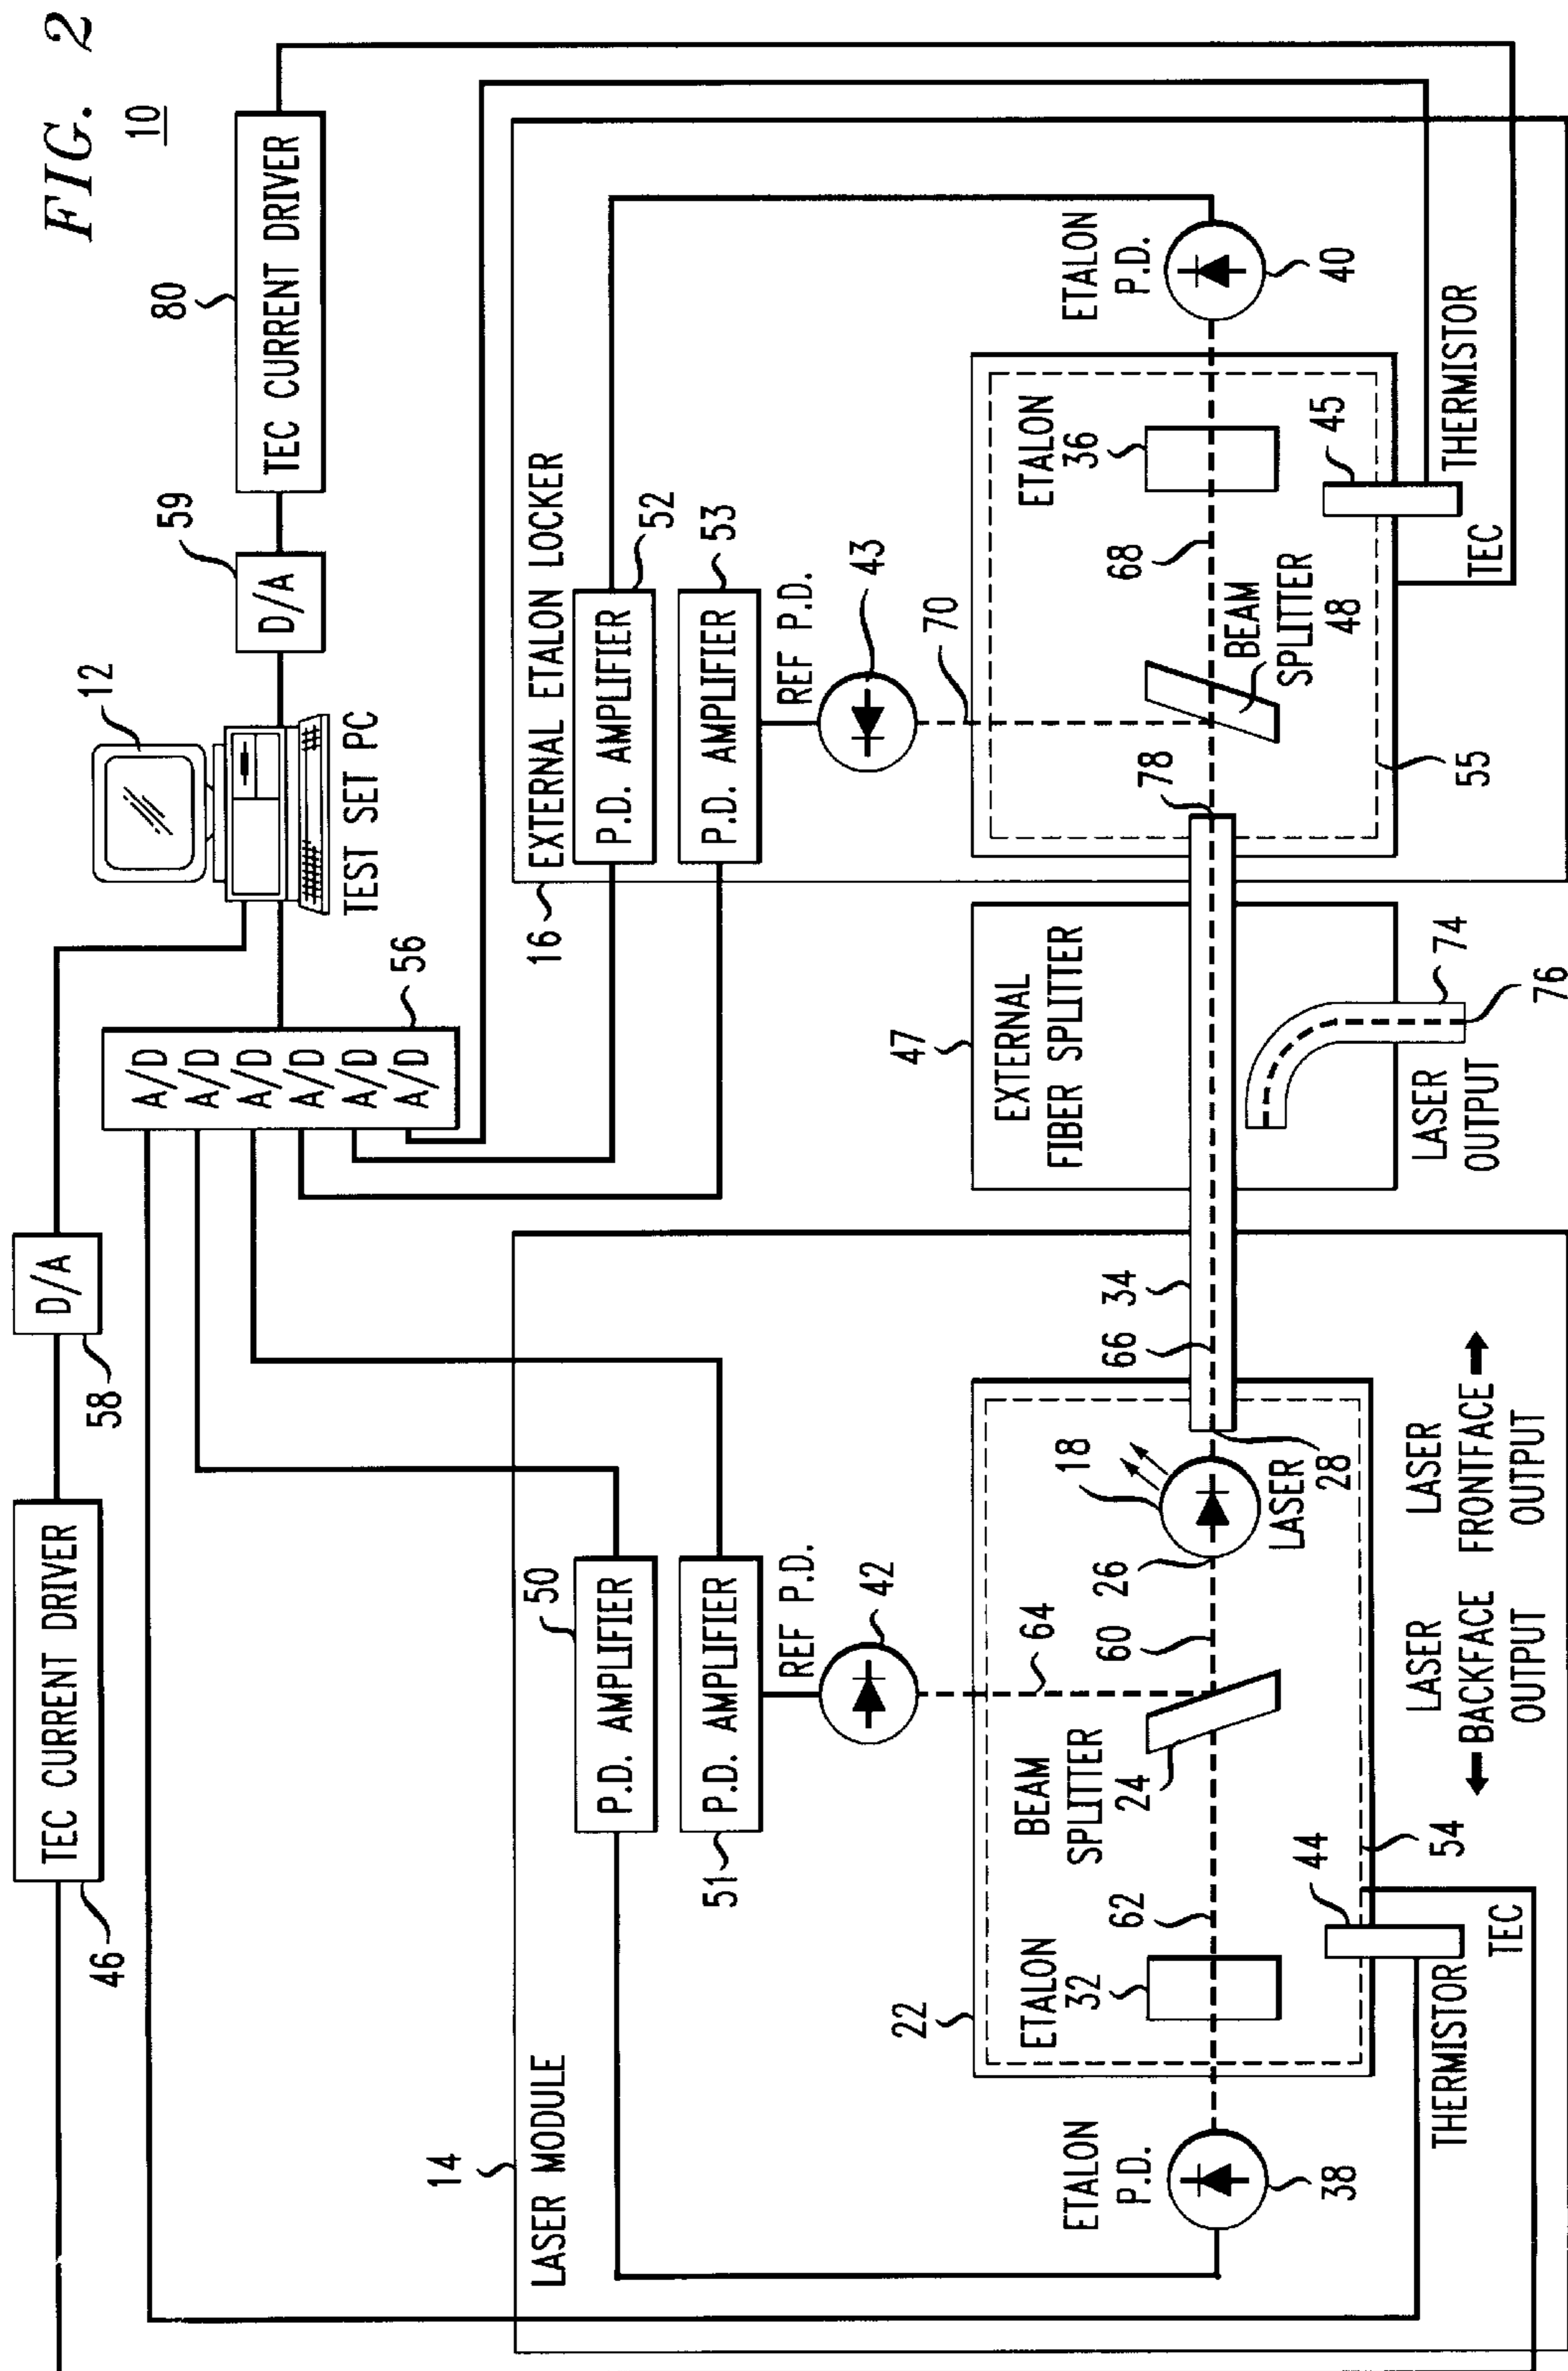 FIG. 2
10
TEC CURRENT DRIVER
46
D/A
58
12
TEST SET PC
59
D/A
80
TEC CURRENT DRIVER
A/D
A/D
A/D
A/D
A/D
A/D
56
14
LASER MODULE
50
P.D. AMPLIFIER
51
P.D. AMPLIFIER
REF P.D.
42
64
22
ETALON
P.D.
38
ETALON
32
62
BEAM
SPLITTER
24
60
26
18
LASER
28
66
34
44
THERMISTOR
TEC
54
LASER
BACKFACE
OUTPUT
LASER
FRONTFACE
OUTPUT
47
EXTERNAL
FIBER SPLITTER
LASER
OUTPUT
74
76
16
EXTERNAL ETALON LOCKER
P.D. AMPLIFIER
52
P.D. AMPLIFIER
53
REF P.D.
43
70
78
BEAM
SPLITTER
48
68
ETALON
36
ETALON
P.D.
40
55
45
TEC
THERMISTOR